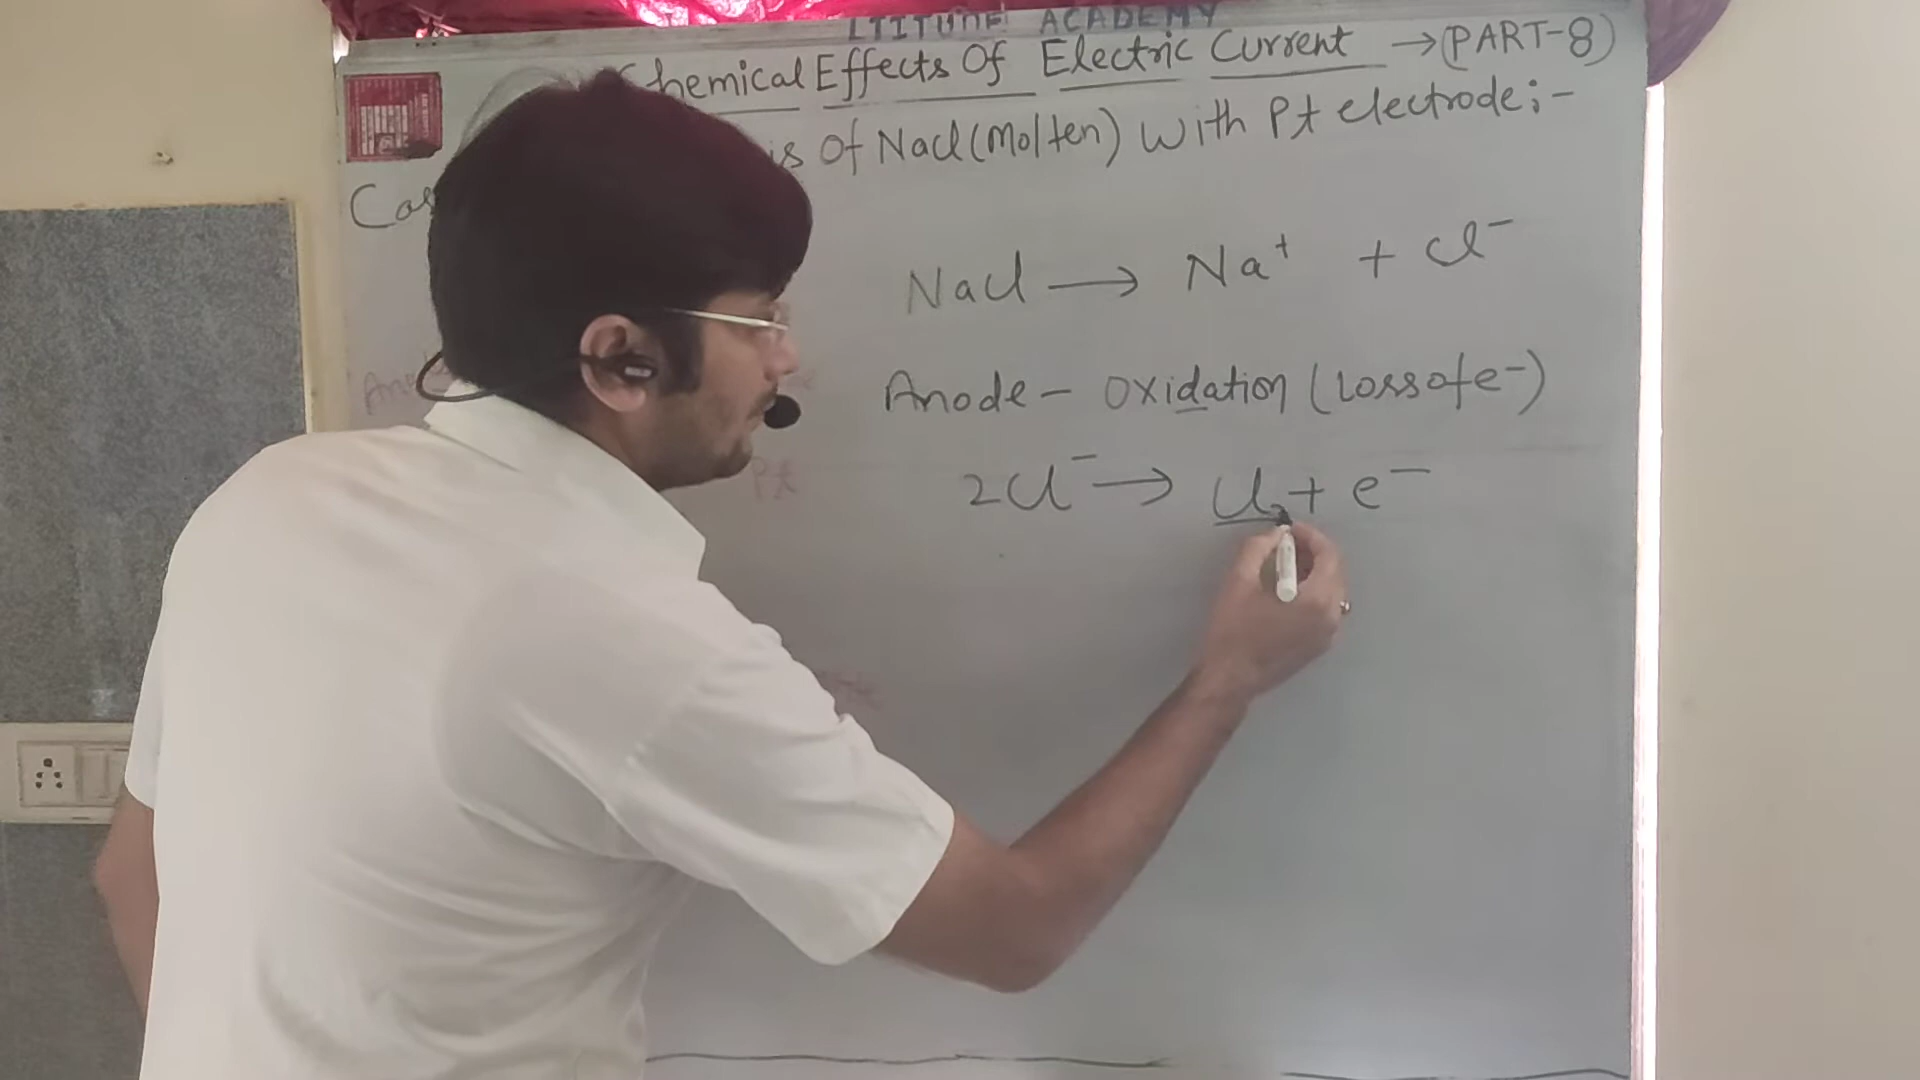 ACADEMY
Chemical Effects Of Electric Current → (PART-8)
is of NaCl (Molten) With Pt electrode:-
NaCl → Na⁺ + Cl⁻
Anode - Oxidation (Loss of e⁻)
2Cl⁻ → Cl₂ + e⁻
Pt